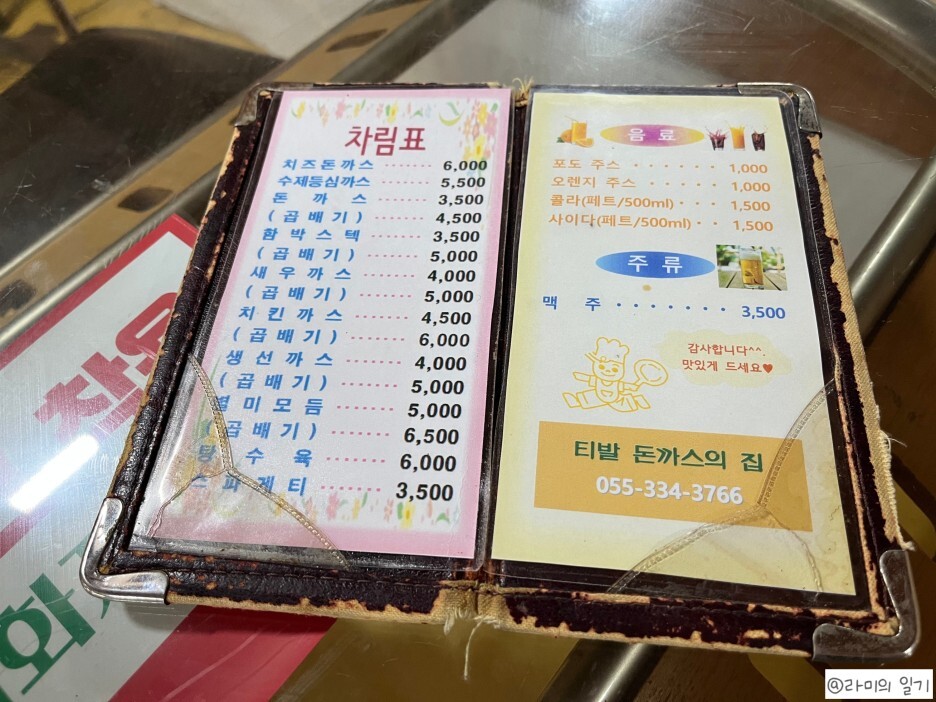 차림표
치즈돈까스 ········ 6,000
수제등심까스 ······ 5,500
돈 까 스 ······· 3,500
( 곱 배 기 ) ······· 4,500
함 박 스 텍 ······· 3,500
( 곱 배 기 ) ······· 5,000
새 우 까 스 ······· 4,000
( 곱 배 기 ) ······· 5,000
치 킨 까 스 ······· 4,500
( 곱 배 기 ) ······· 6,000
생 선 까 스 ······· 4,000
( 곱 배 기 ) ······· 5,000
별 미 모 듬 ······· 5,000
( 곱 배 기 ) ······· 6,500
탕 수 육 ······· 6,000
스 파 게 티 ······· 3,500
음 료
포도 주스 · · · · · · · 1,000
오렌지 주스 · · · · · · 1,000
콜라(페트/500ml) · · 1,500
사이다(페트/500ml) · · 1,500
주 류
맥 주 · · · · · · · 3,500
감사합니다^^.
맛있게 드세요♥
티발 돈까스의 집
055-334-3766
화
@라미의 일기